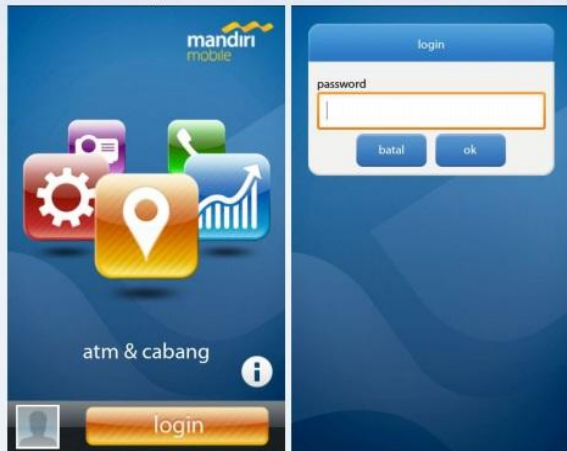 mandiri
mobile
atm & cabang
login
login
password
batal
ok